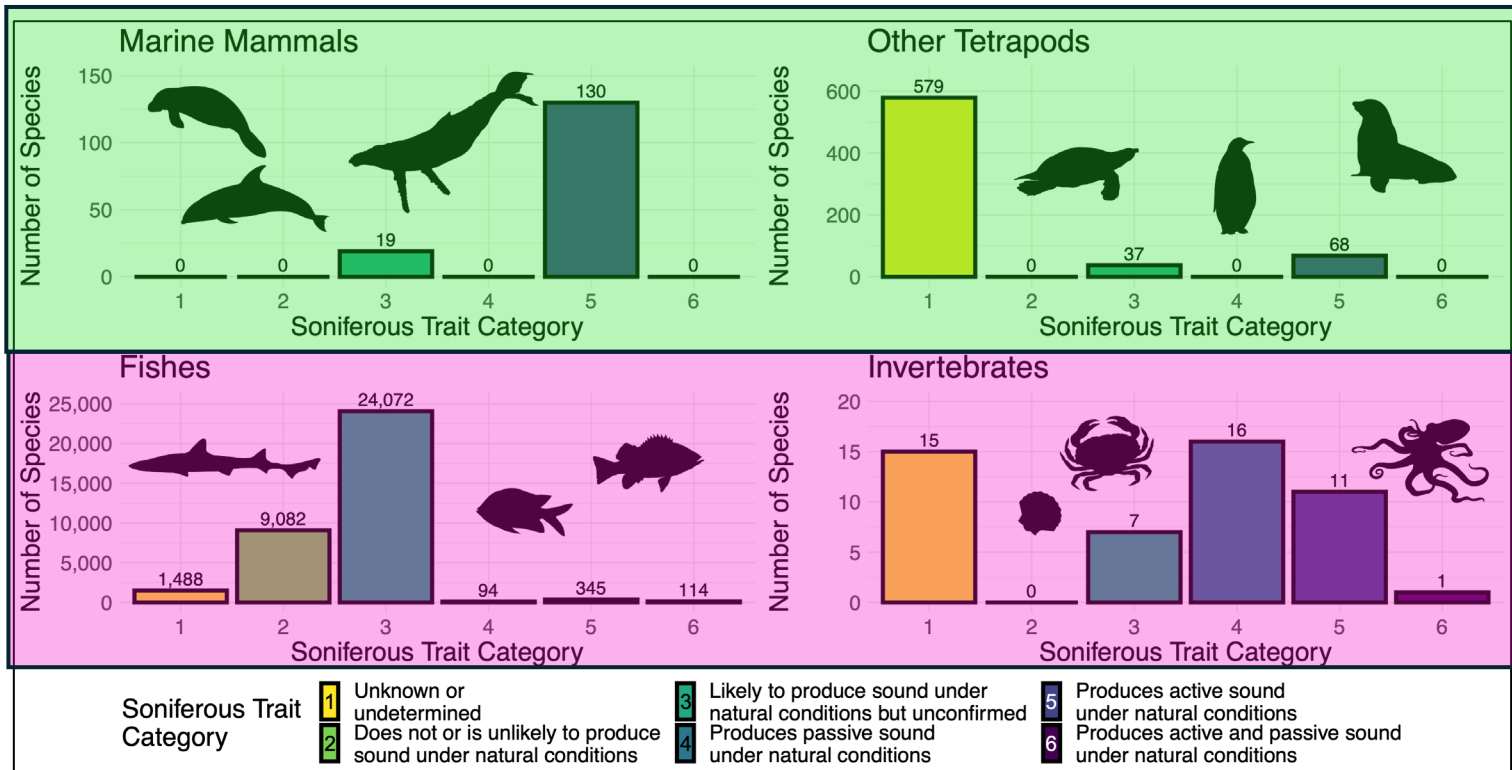 Marine Mammals
Number of Species
150
100
50
0
0
0
19
0
130
0
1 2 3 4 5 6
Soniferous Trait Category
Other Tetrapods
Number of Species
600
400
200
0
579
0
37
0
68
0
1 2 3 4 5 6
Soniferous Trait Category
Fishes
Number of Species
25,000
20,000
15,000
10,000
5,000
0
1,488
9,082
24,072
94
345
114
1 2 3 4 5 6
Soniferous Trait Category
Invertebrates
Number of Species
20
15
10
5
0
15
0
7
16
11
1
1 2 3 4 5 6
Soniferous Trait Category
Soniferous Trait
Category
1 Unknown or
undetermined
2 Does not or is unlikely to produce
sound under natural conditions
3 Likely to produce sound under
natural conditions but unconfirmed
4 Produces passive sound
under natural conditions
5 Produces active sound
under natural conditions
6 Produces active and passive sound
under natural conditions